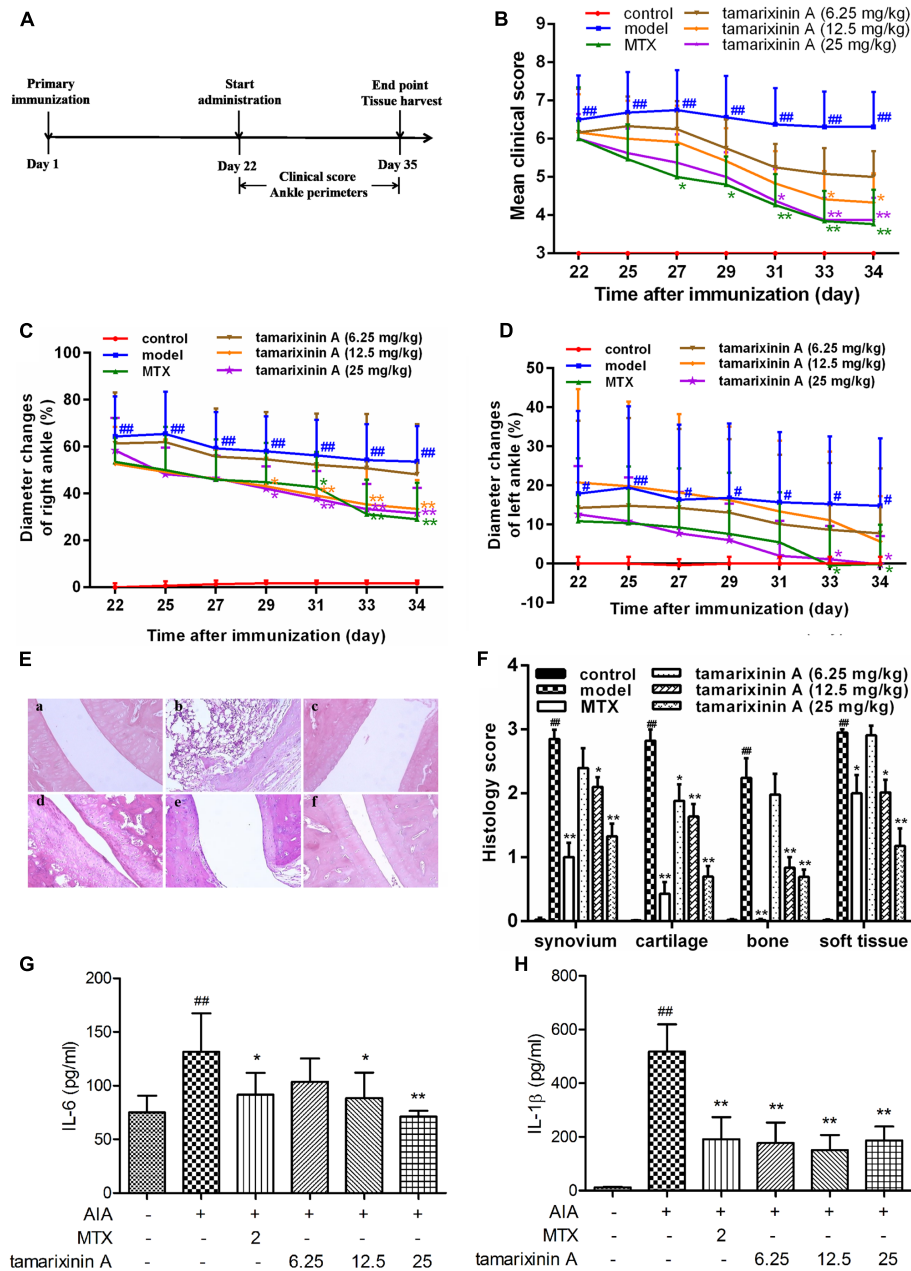 A
Primary
immunization
Start
administration
End point
Tissue harvest
Day 1
Day 22
Day 35
Clinical score
Ankle perimeters
B
control
model
MTX
tamarixinin A (6.25 mg/kg)
tamarixinin A (12.5 mg/kg)
tamarixinin A (25 mg/kg)
Mean clinical score
9
8
7
6
5
4
3
## ## ## ## ## ## ##
* * * ** * ** ** * ** **
22 25 27 29 31 33 34
Time after immunization (day)
C
control
model
MTX
tamarixinin A (6.25 mg/kg)
tamarixinin A (12.5 mg/kg)
tamarixinin A (25 mg/kg)
Diameter changes
of right ankle (%)
100
80
60
40
20
0
## ## ## ## ## ## ##
* * * ** ** ** ** ** ** **
22 25 27 29 31 33 34
Time after immunization (day)
D
control
model
MTX
tamarixinin A (6.25 mg/kg)
tamarixinin A (12.5 mg/kg)
tamarixinin A (25 mg/kg)
Diameter changes
of left ankle (%)
50
40
30
20
10
0
-10
# ## # # # # #
* * * *
22 25 27 29 31 33 34
Time after immunization (day)
E
a b c
d e f
F
control
model
MTX
tamarixinin A (6.25 mg/kg)
tamarixinin A (12.5 mg/kg)
tamarixinin A (25 mg/kg)
Histology score
4
3
2
1
0
## ** * **
## ** * ** **
## ** ** **
## * * **
synovium cartilage bone soft tissue
G
IL-6 (pg/ml)
200
150
100
50
0
## * * **
AIA - + + + + +
MTX - - 2 - - -
tamarixinin A - - - 6.25 12.5 25
H
IL-1β (pg/ml)
800
600
400
200
0
## ** ** ** **
AIA - + + + + +
MTX - - 2 - - -
tamarixinin A - - - 6.25 12.5 25